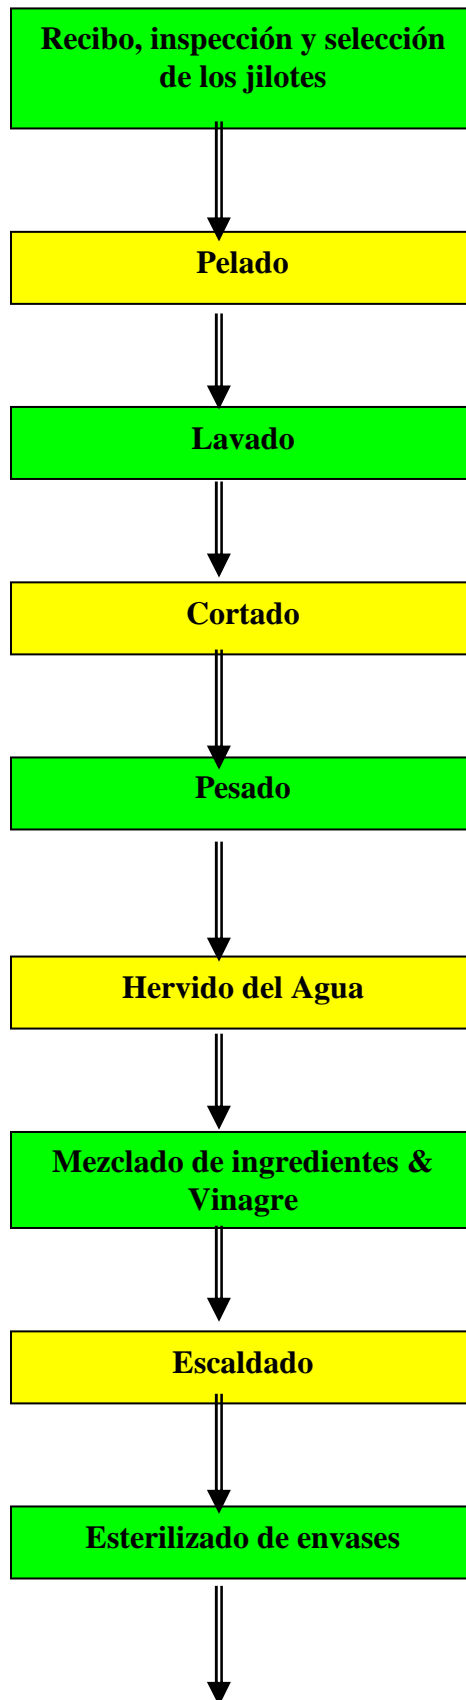 Recibo, inspección y selección
de los jilotes
Pelado
Lavado
Cortado
Pesado
Hervido del Agua
Mezclado de ingredientes &
Vinagre
Escaldado
Esterilizado de envases